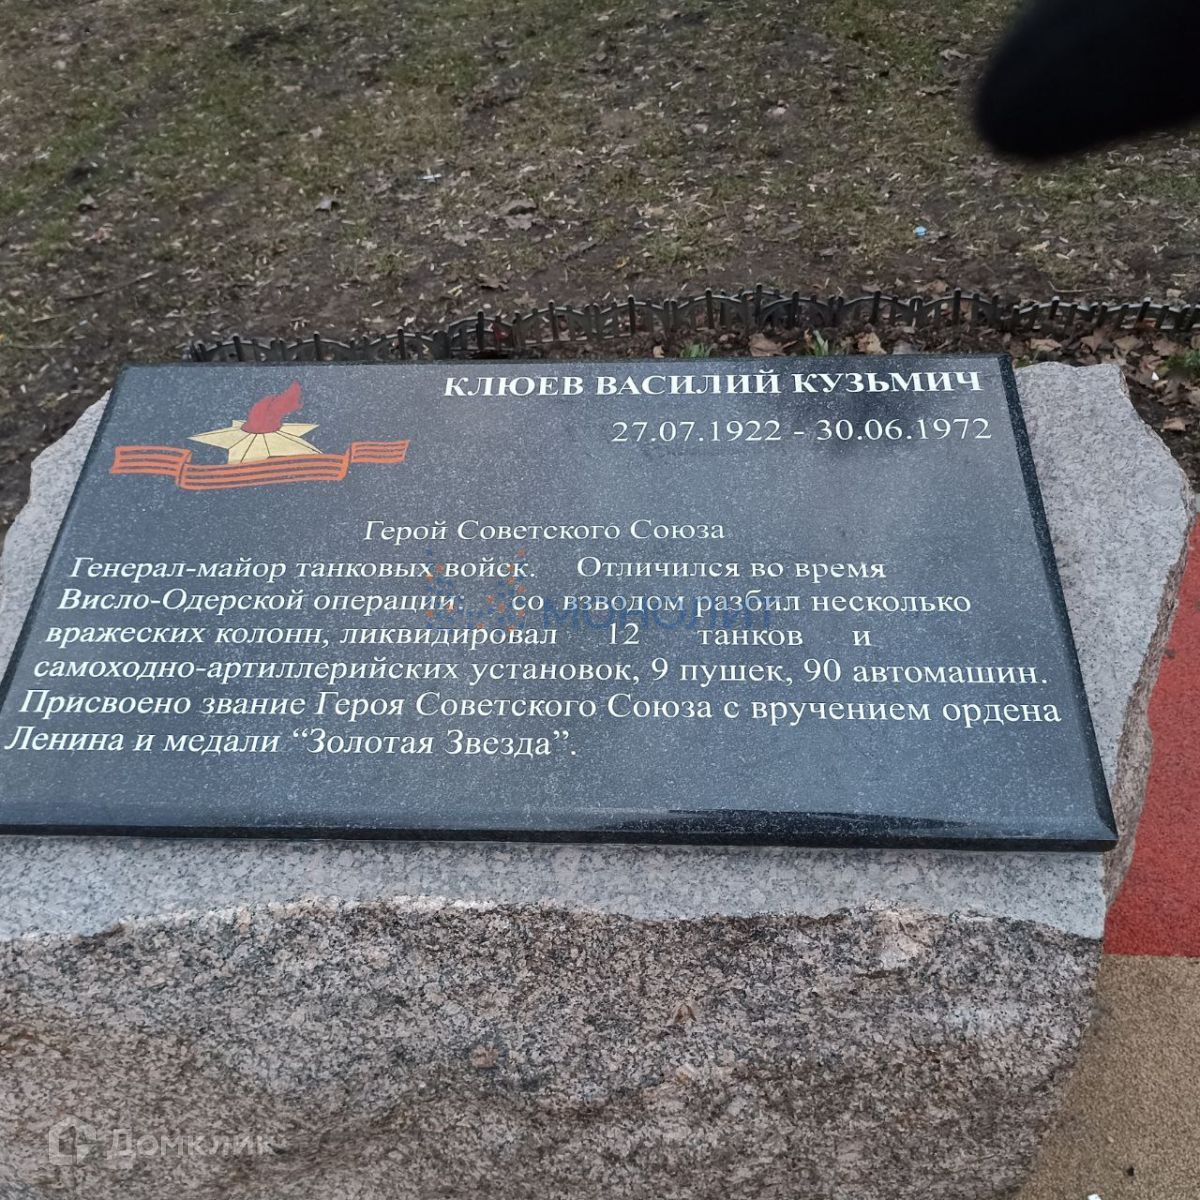 КЛЮЕВ ВАСИЛИЙ КУЗЬМИЧ
27.07.1922 - 30.06.1972
Герой Советского Союза
Генерал-майор танковых войск. Отличился во время
Висло-Одерской операции: со взводом разбил несколько
вражеских колонн, ликвидировал 12 танков и
самоходно-артиллерийских установок, 9 пушек, 90 автомашин.
Присвоено звание Героя Советского Союза с вручением ордена
Ленина и медали “Золотая Звезда”.
МОНОЛИТ
Домклик